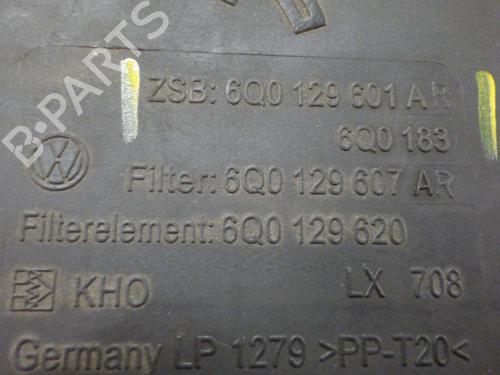 B-PARTS
ZSB: 6Q0 129 601 AR
6Q0 183
Filter: 6Q0 129 607 AR
Filterelement: 6Q0 129 620
KHO LX 708
Germany LP 1279 >PP-T20<